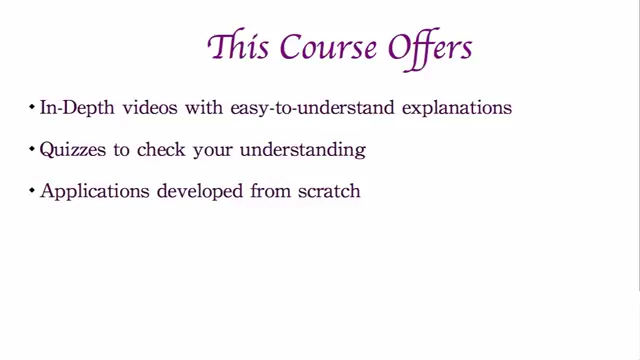 This Course Offers
• In-Depth videos with easy-to-understand explanations
• Quizzes to check your understanding
• Applications developed from scratch